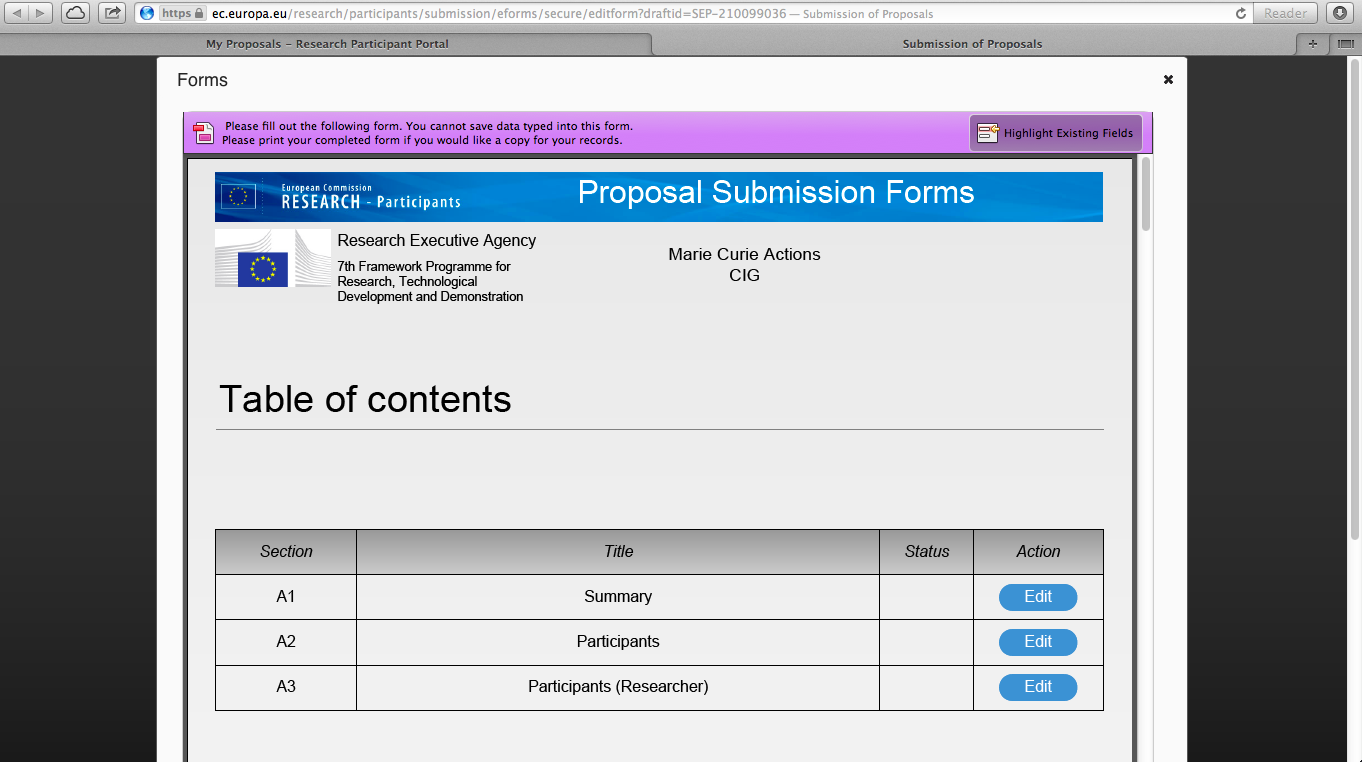 https ec.europa.eu/research/participants/submission/eforms/secure/editform?draftid=SEP-210099036 — Submission of Proposals Reader
My Proposals – Research Participant Portal Submission of Proposals +
Forms
Please fill out the following form. You cannot save data typed into this form.
Please print your completed form if you would like a copy for your records.
Highlight Existing Fields
European Commission
RESEARCH - Participants
Proposal Submission Forms
Research Executive Agency
7th Framework Programme for
Research, Technological
Development and Demonstration
Marie Curie Actions
CIG
Table of contents
Section Title Status Action
A1 Summary Edit
A2 Participants Edit
A3 Participants (Researcher) Edit